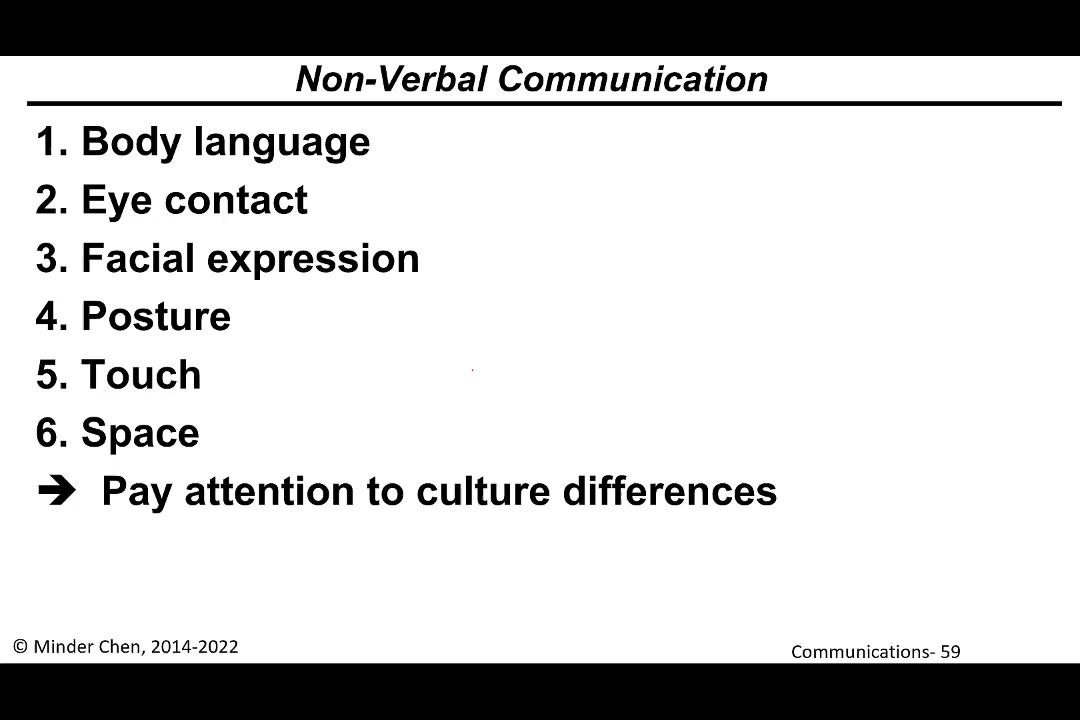 Non-Verbal Communication
1. Body language
2. Eye contact
3. Facial expression
4. Posture
5. Touch
6. Space
➔ Pay attention to culture differences
© Minder Chen, 2014-2022
Communications- 59